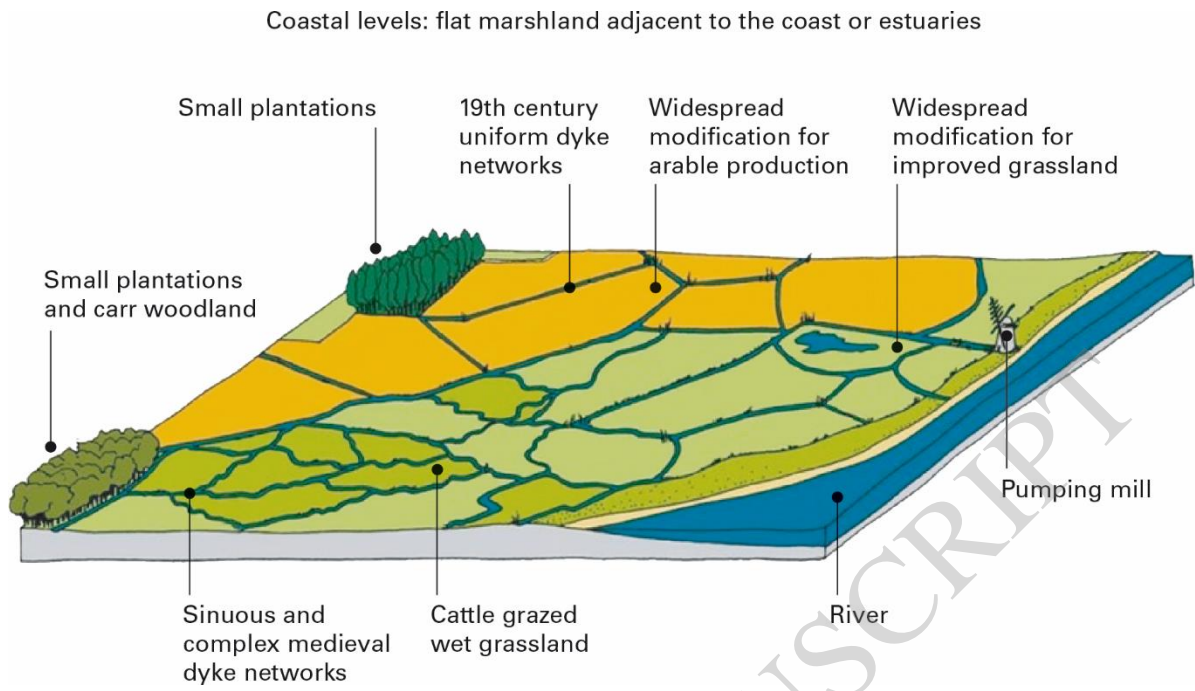 Coastal levels: flat marshland adjacent to the coast or estuaries
Small plantations
19th century
uniform dyke
networks
Widespread
modification for
arable production
Widespread
modification for
improved grassland
Small plantations
and carr woodland
Pumping mill
Sinuous and
complex medieval
dyke networks
Cattle grazed
wet grassland
River